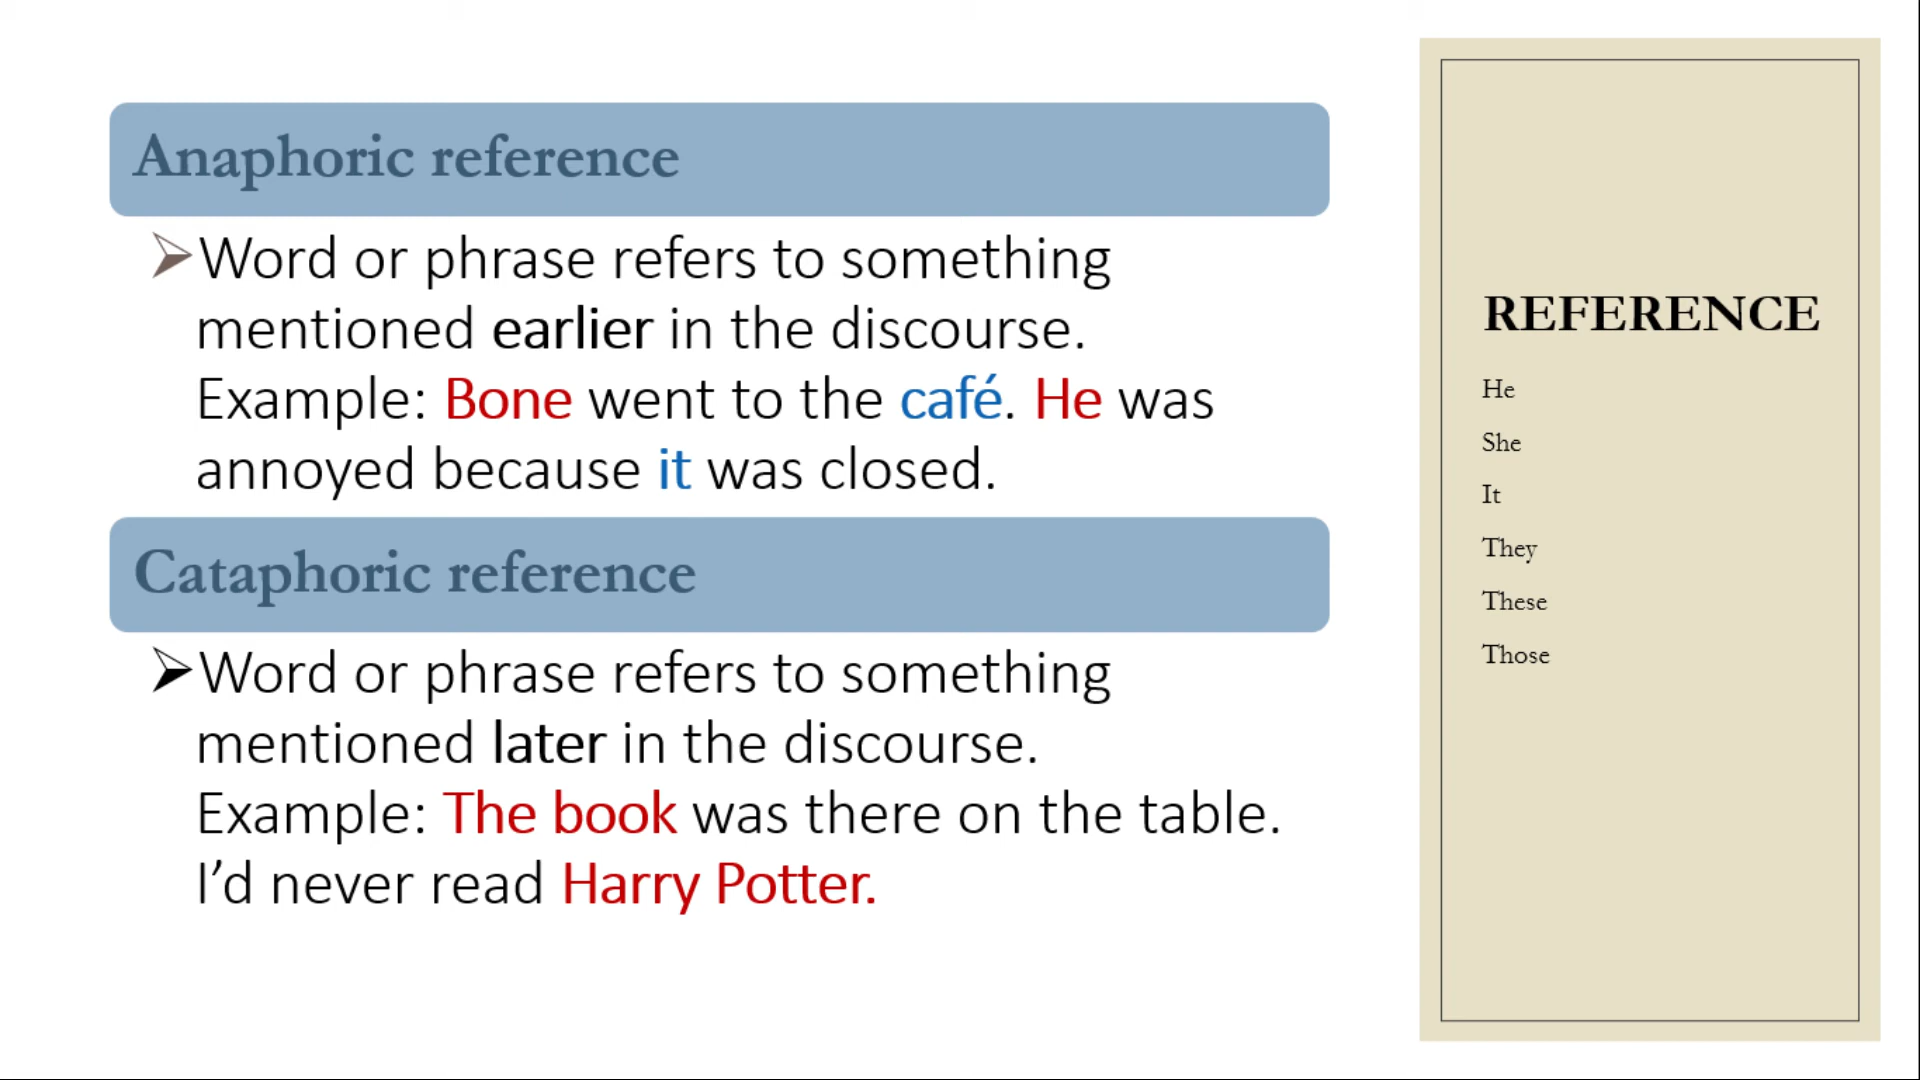 Anaphoric reference
Word or phrase refers to something
mentioned earlier in the discourse.
Example: Bone went to the café. He was
annoyed because it was closed.
Cataphoric reference
Word or phrase refers to something
mentioned later in the discourse.
Example: The book was there on the table.
I’d never read Harry Potter.
REFERENCE
He
She
It
They
These
Those